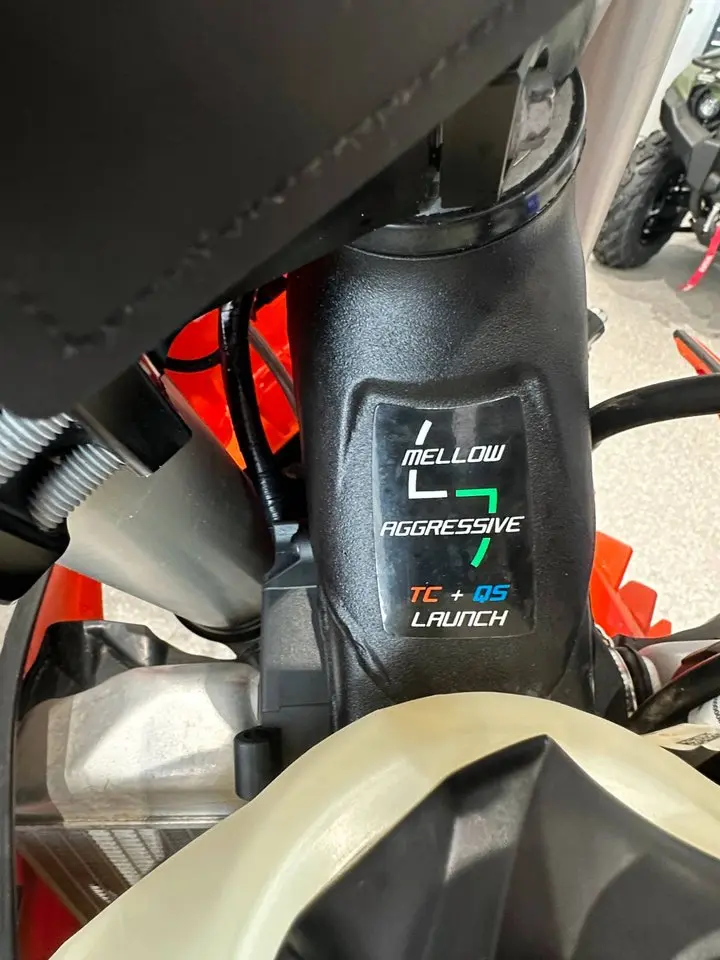 MELLOW
AGGRESSIVE
TC + QS
LAUNCH